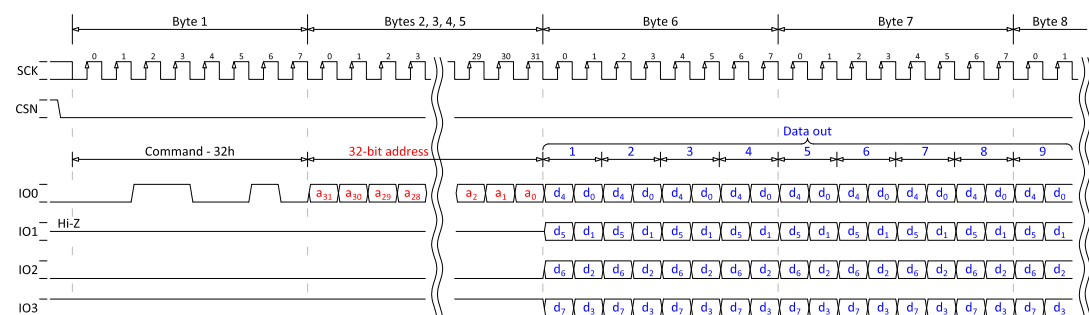 Byte 1 Bytes 2, 3, 4, 5 Byte 6 Byte 7 Byte 8
0 1 2 3 4 5 6 7 0 1 2 3 29 30 31 0 1 2 3 4 5 6 7 0 1 2 3 4 5 6 7 0 1
SCK
CSN
Data out
Command - 32h 32-bit address 1 2 3 4 5 6 7 8 9
IO0 a31 a30 a29 a28 a2 a1 a0 d4 d0 d4 d0 d4 d0 d4 d0 d4 d0 d4 d0 d4 d0 d4 d0 d4 d0
Hi-Z
IO1 d5 d1 d5 d1 d5 d1 d5 d1 d5 d1 d5 d1 d5 d1 d5 d1 d5 d1
IO2 d6 d2 d6 d2 d6 d2 d6 d2 d6 d2 d6 d2 d6 d2 d6 d2 d6 d2
IO3 d7 d3 d7 d3 d7 d3 d7 d3 d7 d3 d7 d3 d7 d3 d7 d3 d7 d3